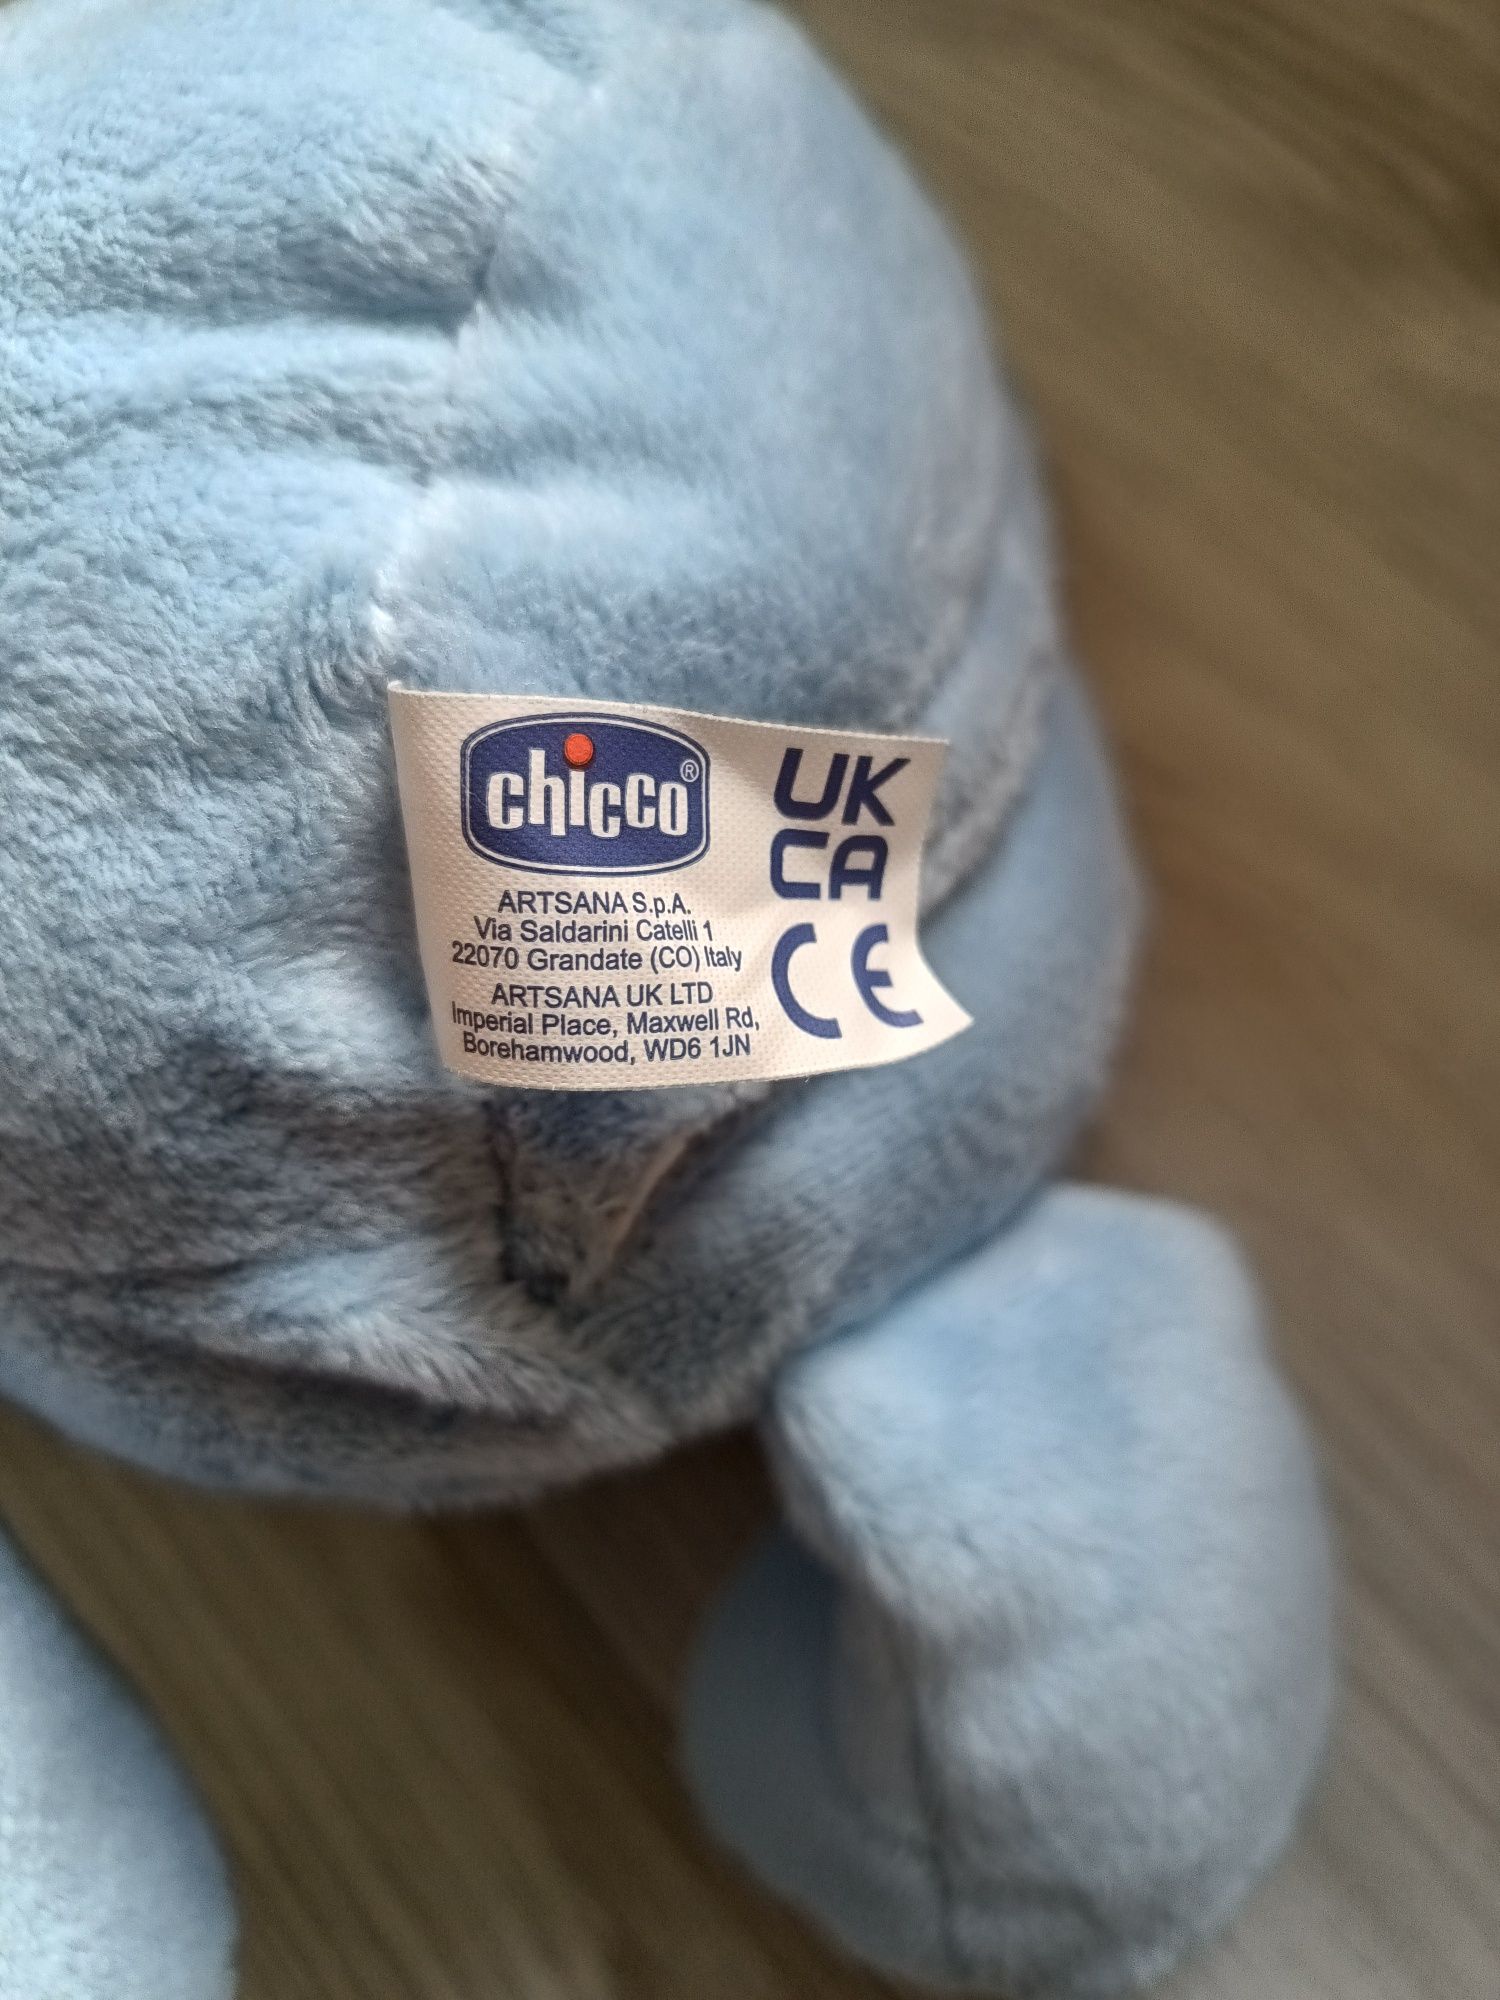 chicco®
ARTSANA S.p.A.
Via Saldarini Catelli 1
22070 Grandate (CO) Italy
ARTSANA UK LTD
Imperial Place, Maxwell Rd,
Borehamwood, WD6 1JN
UK
CA
CE